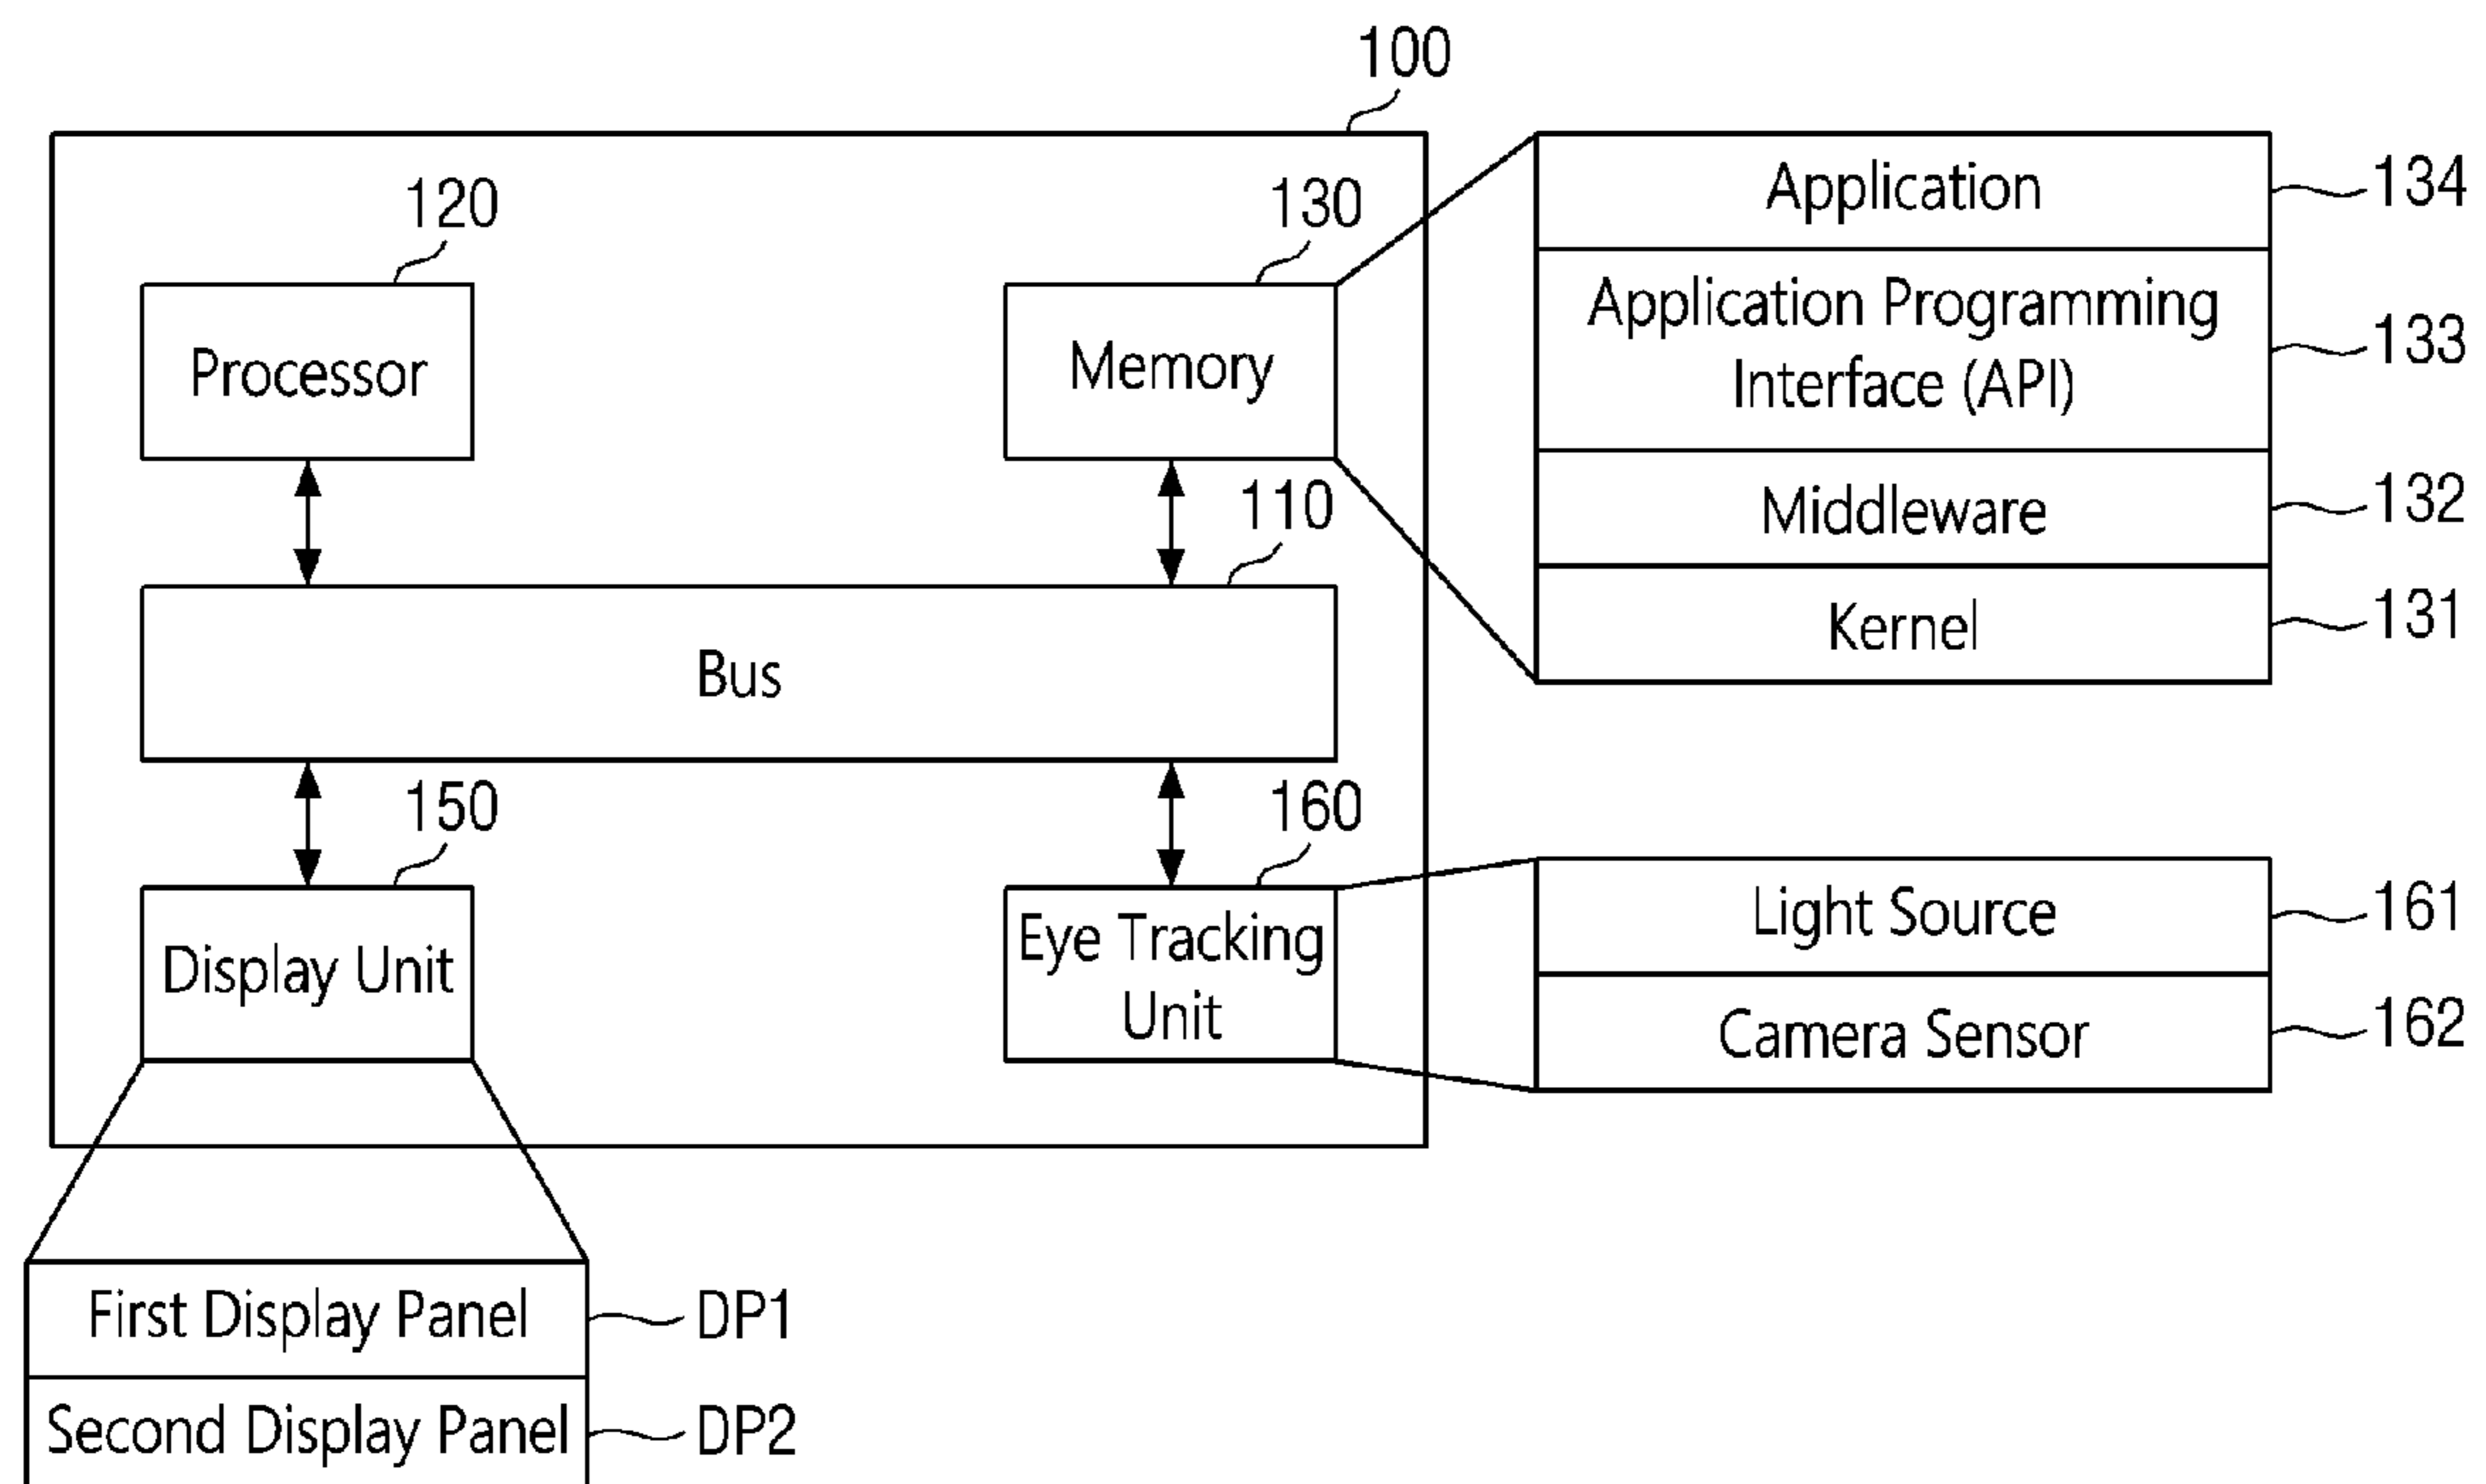 100
120
130
Processor
Memory
110
Bus
150
160
Display Unit
Eye Tracking
Unit
Application
134
Application Programming
Interface (API)
133
Middleware
132
Kernel
131
Light Source
161
Camera Sensor
162
First Display Panel
DP1
Second Display Panel
DP2